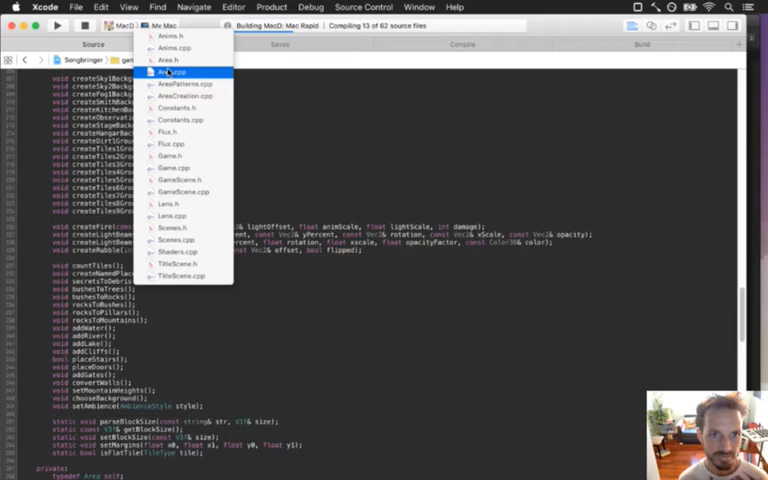 Xcode File Edit View Find Navigate Editor Product Debug Source Control Window Help
MacD My Mac Building MacD: Mac Rapid Compiling 13 of 62 source files
Source Saves Console Build
Songbringer
Anims.h
Anims.cpp
Area.h
AreaPatterns.cpp
AreaCreation.cpp
Constants.h
Constants.cpp
Flux.h
Flux.cpp
Game.h
Game.cpp
GameScene.h
GameScene.cpp
Lens.h
Lens.cpp
Scenes.h
Scenes.cpp
Shaders.cpp
TitleScene.h
TitleScene.cpp
void createSky1Backg
void createSky2Backg
void createFog1Backg
void createSmithBack
void createKitchenBa
void createObservati
void createStageBack
void createHangarBac
void createDirt1Grou
void createTiles1Gro
void createTiles2Gro
void createTiles3Gro
void createTiles4Gro
void createTiles5Gro
void createTiles6Gro
void createTiles7Gro
void createTiles8Gro
void createTiles9Gro
void createFire(cons & lightOffset, float animScale, float lightScale, int damage);
void createLightBeam const Vec2& yPercent, const Vec2& rotation, const Vec2& xScale, const Vec2& opacity);
void createLightBeam float rotation, float xscale, float opacityFactor, const Color3B& color);
void createRubble(in Vec2& offset, bool flipped);
void countTiles();
void createNamedPlac
void secretsToDebris
void bushesToTrees()
void bushesToRocks()
void rocksToBushes()
void rocksToPillars(
void rocksToMountains();
void addWater();
void addRiver();
void addLake();
void addCliffs();
bool placeStairs();
void placeDoors();
void addGates();
void convertWalls();
void setMountainHeights();
void chooseBackground();
void setAmbience(AmbienceStyle style);
static void parseBlockSize(const string& str, V3f& size);
static const V3f& getBlockSize();
static void setBlockSize(const V3f& size);
static void setMargins(float x0, float x1, float y0, float y1);
static bool isFlatTile(TileType tile);
private:
typedef Area self;